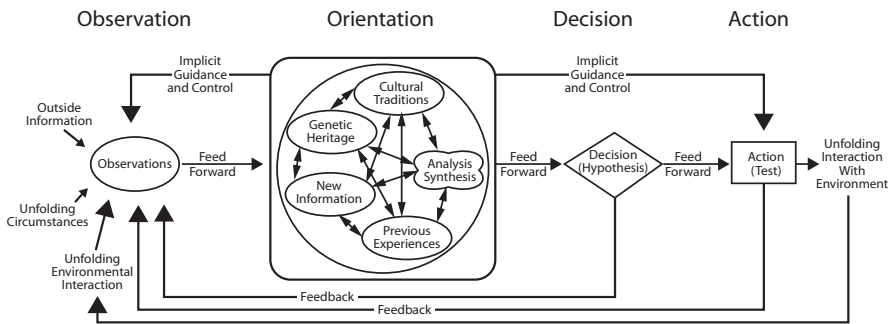 Observation
Orientation
Decision
Action
Implicit
Guidance
and Control
Implicit
Guidance
and Control
Outside
Information
Observations
Unfolding
Circumstances
Unfolding
Environmental
Interaction
Feed
Forward
Cultural
Traditions
Genetic
Heritage
Analysis
Synthesis
New
Information
Previous
Experiences
Feed
Forward
Decision
(Hypothesis)
Feed
Forward
Action
(Test)
Unfolding
Interaction
With
Environment
Feedback
Feedback